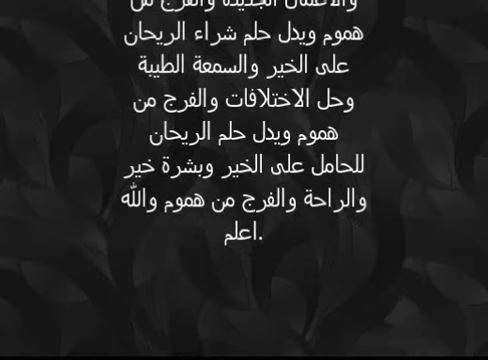 والاعمال الجديدة والفرج من
هموم ويدل حلم شراء الريحان
على الخير والسمعة الطيبة
وحل الاختلافات والفرج من
هموم ويدل حلم الريحان
للحامل على الخير وبشرة خير
والراحة والفرج من هموم والله
اعلم.